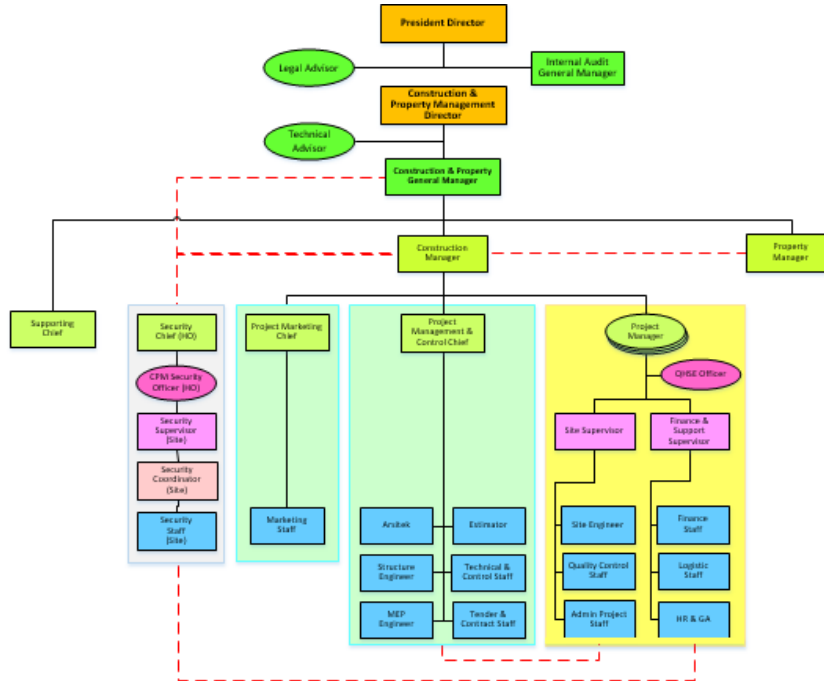 President Director
Legal Advisor
Internal Audit
General Manager
Construction &
Property Management
Director
Technical
Advisor
Construction & Property
General Manager
Construction
Manager
Property
Manager
Supporting
Chief
Security
Chief (HO)
Project Marketing
Chief
Project
Management &
Control Chief
Project
Manager
CPM Security
Officer (HO)
QHSE Officer
Security
Supervisor
(Site)
Site Supervisor
Finance &
Support
Supervisor
Security
Coordinator
(Site)
Security
Staff
(Site)
Marketing
Staff
Arsitek
Estimator
Site Engineer
Finance
Staff
Structure
Engineer
Technical &
Control Staff
Quality Control
Staff
Logistic
Staff
MEP
Engineer
Tender &
Contract Staff
Admin Project
Staff
HR & GA